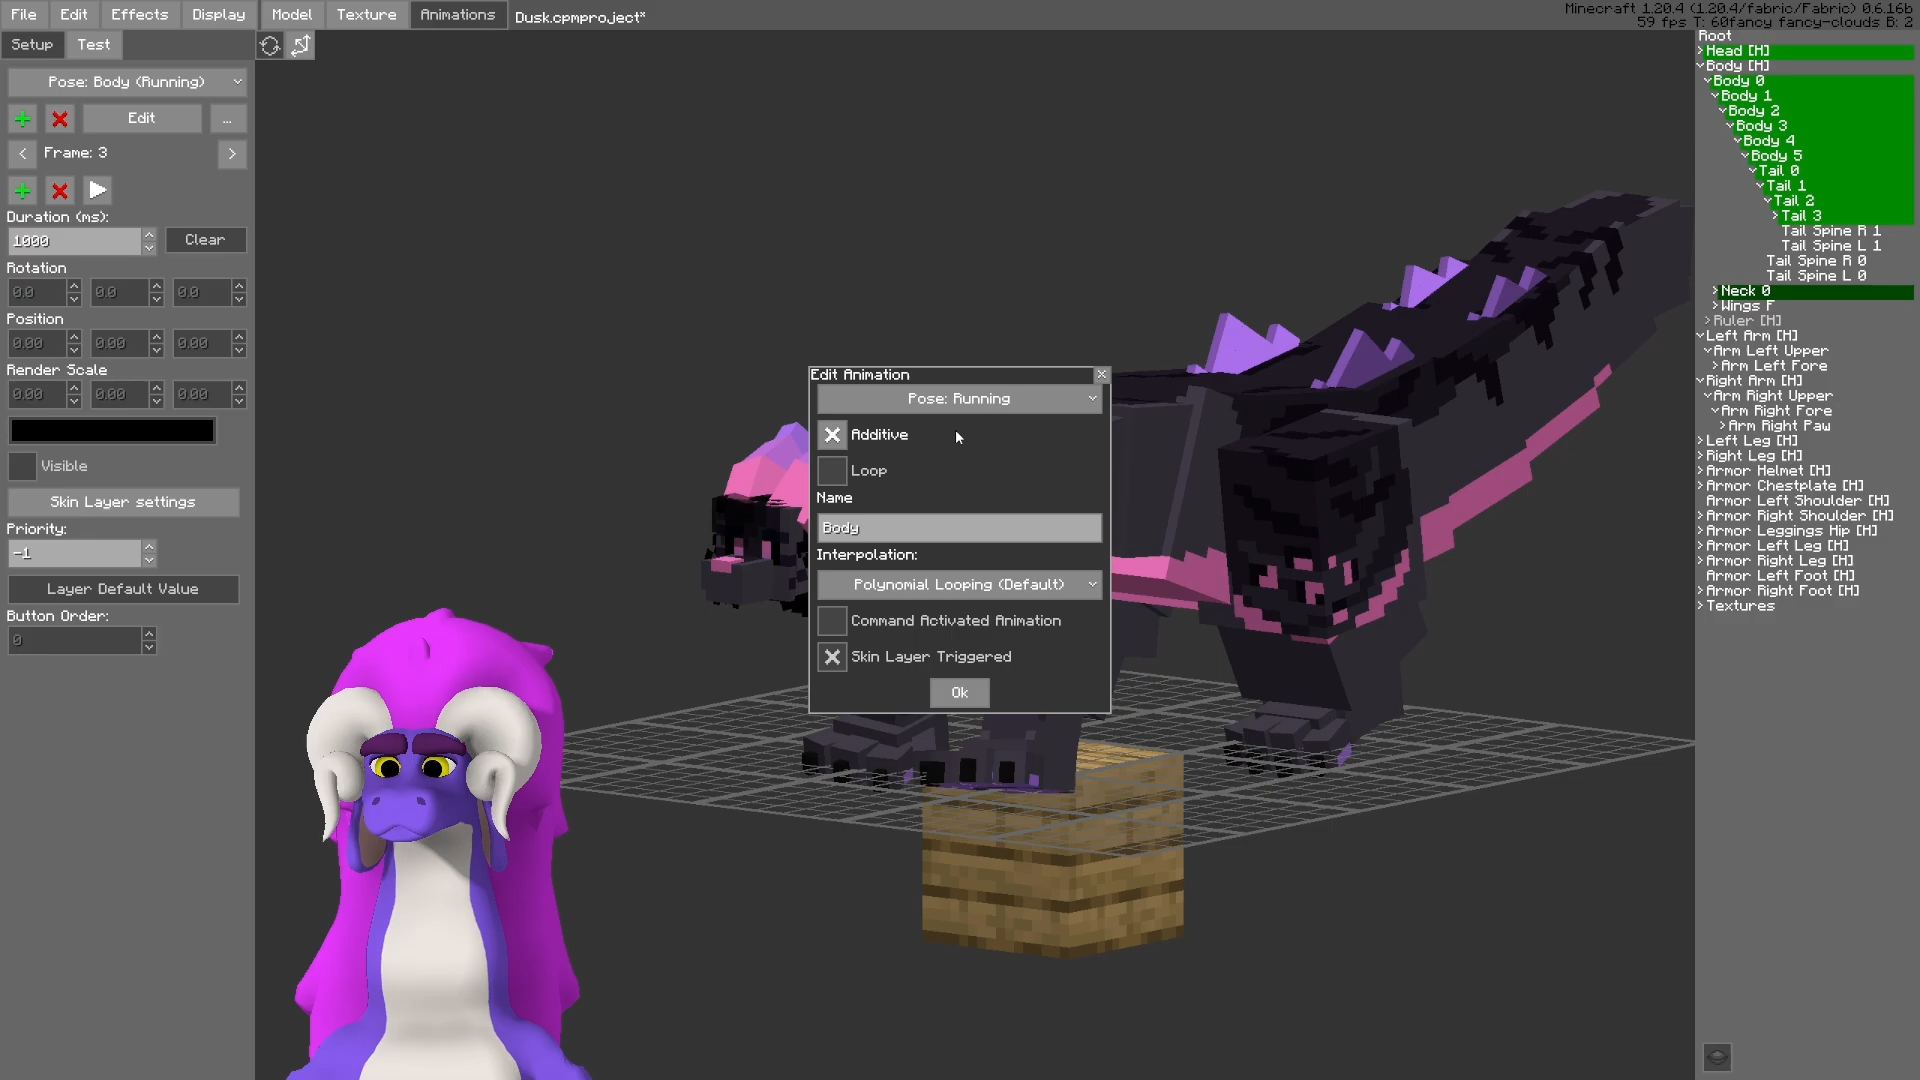 File Edit Effects Display Model Texture Animations Dusk.cpmproject*
Minecraft 1.20.4 (1.20.4/fabric/Fabric) 0.6.16b
59 fps T: 60fancy fancy-clouds B: 2
Setup Test
Pose: Body (Running)
Edit ...
Frame: 3
Duration (ms):
1000 Clear
Rotation
0.0 0.0 0.0
Position
0.00 0.00 0.00
Render Scale
0.00 0.00 0.00
Visible
Skin Layer settings
Priority:
-1
Layer Default Value
Button Order:
0
Edit Animation
Pose: Running
Additive
Loop
Name
Body
Interpolation:
Polynomial Looping (Default)
Command Activated Animation
Skin Layer Triggered
Ok
Root
Head [H]
Body [H]
Body 0
Body 1
Body 2
Body 3
Body 4
Body 5
Tail 0
Tail 1
Tail 2
Tail 3
Tail Spine R 1
Tail Spine L 1
Tail Spine R 0
Tail Spine L 0
Neck 0
Wings F
Ruler [H]
Left Arm [H]
Arm Left Upper
Arm Left Fore
Right Arm [H]
Arm Right Upper
Arm Right Fore
Arm Right Paw
Left Leg [H]
Right Leg [H]
Armor Helmet [H]
Armor Chestplate [H]
Armor Left Shoulder [H]
Armor Right Shoulder [H]
Armor Leggings Hip [H]
Armor Left Leg [H]
Armor Right Leg [H]
Armor Left Foot [H]
Armor Right Foot [H]
Textures